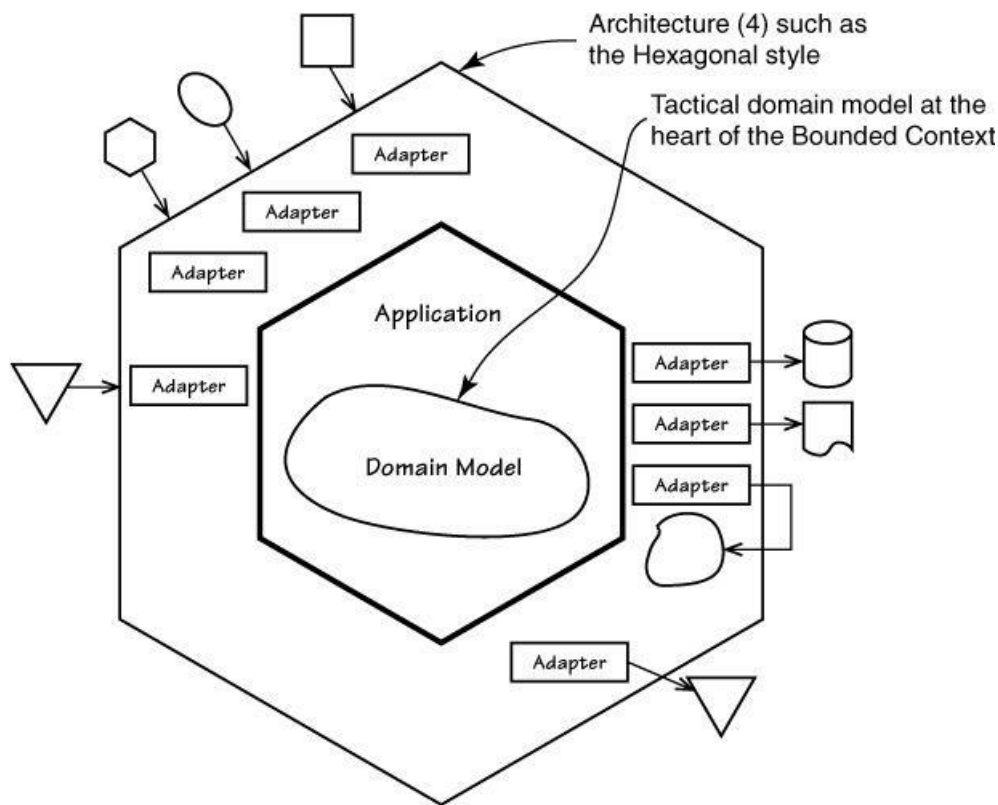 Architecture (4) such as
the Hexagonal style
Tactical domain model at the
heart of the Bounded Context
Adapter
Adapter
Adapter
Application
Adapter
Adapter
Adapter
Domain Model
Adapter
Adapter